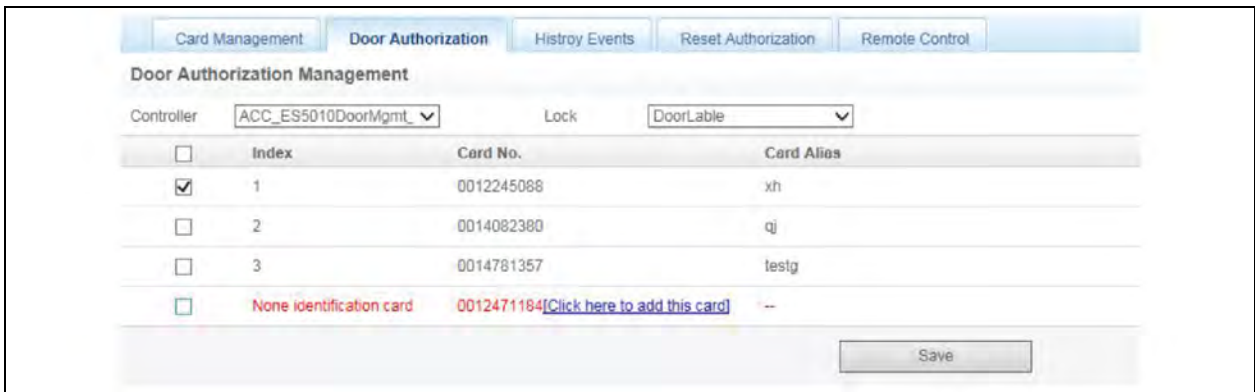 Card Management Door Authorization Histroy Events Reset Authorization Remote Control
Door Authorization Management
Controller ACC_ES5010DoorMgmt_ Lock DoorLable
Index Card No. Card Alias
1 0012245088 xh
2 0014082380 qj
3 0014781357 testg
None identification card 0012471184[Click here to add this card] --
Save